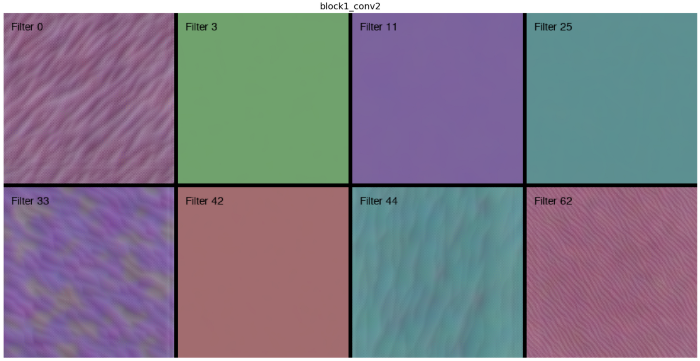 block1_conv2
Filter 0
Filter 3
Filter 11
Filter 25
Filter 33
Filter 42
Filter 44
Filter 62